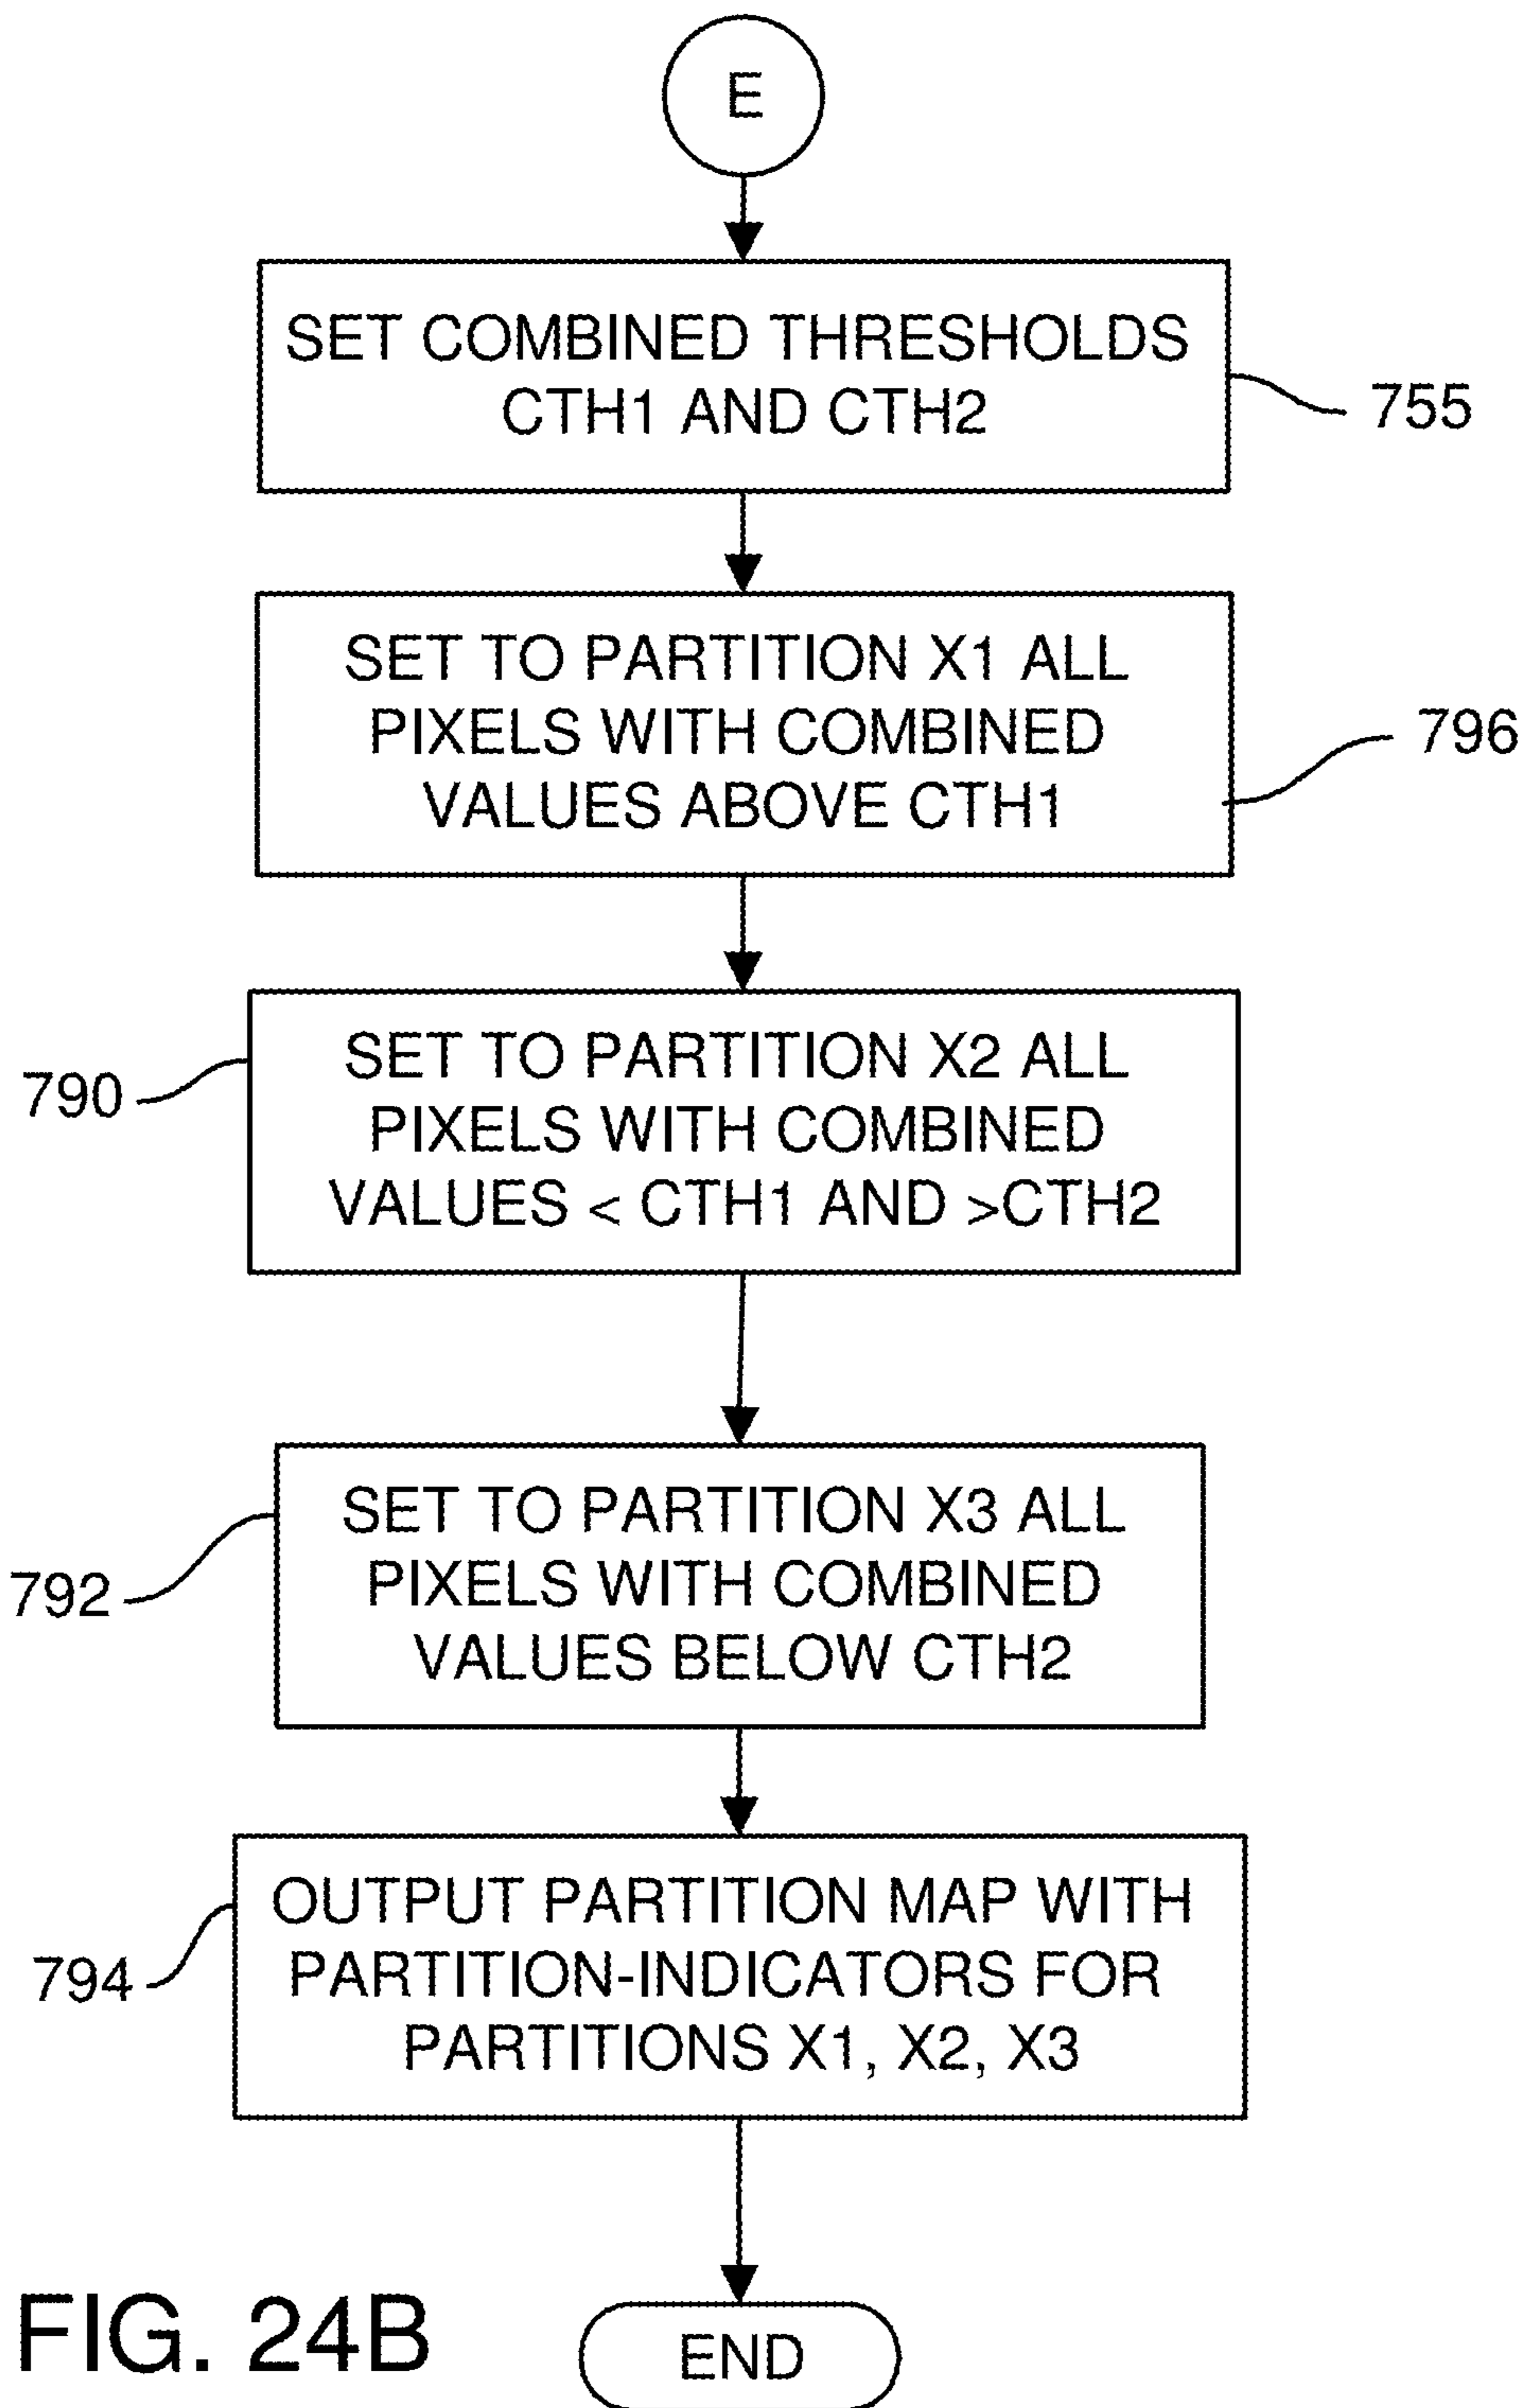 E
SET COMBINED THRESHOLDS
CTH1 AND CTH2
755
SET TO PARTITION X1 ALL
PIXELS WITH COMBINED
VALUES ABOVE CTH1
796
790
SET TO PARTITION X2 ALL
PIXELS WITH COMBINED
VALUES < CTH1 AND >CTH2
792
SET TO PARTITION X3 ALL
PIXELS WITH COMBINED
VALUES BELOW CTH2
794
OUTPUT PARTITION MAP WITH
PARTITION-INDICATORS FOR
PARTITIONS X1, X2, X3
FIG. 24B
END